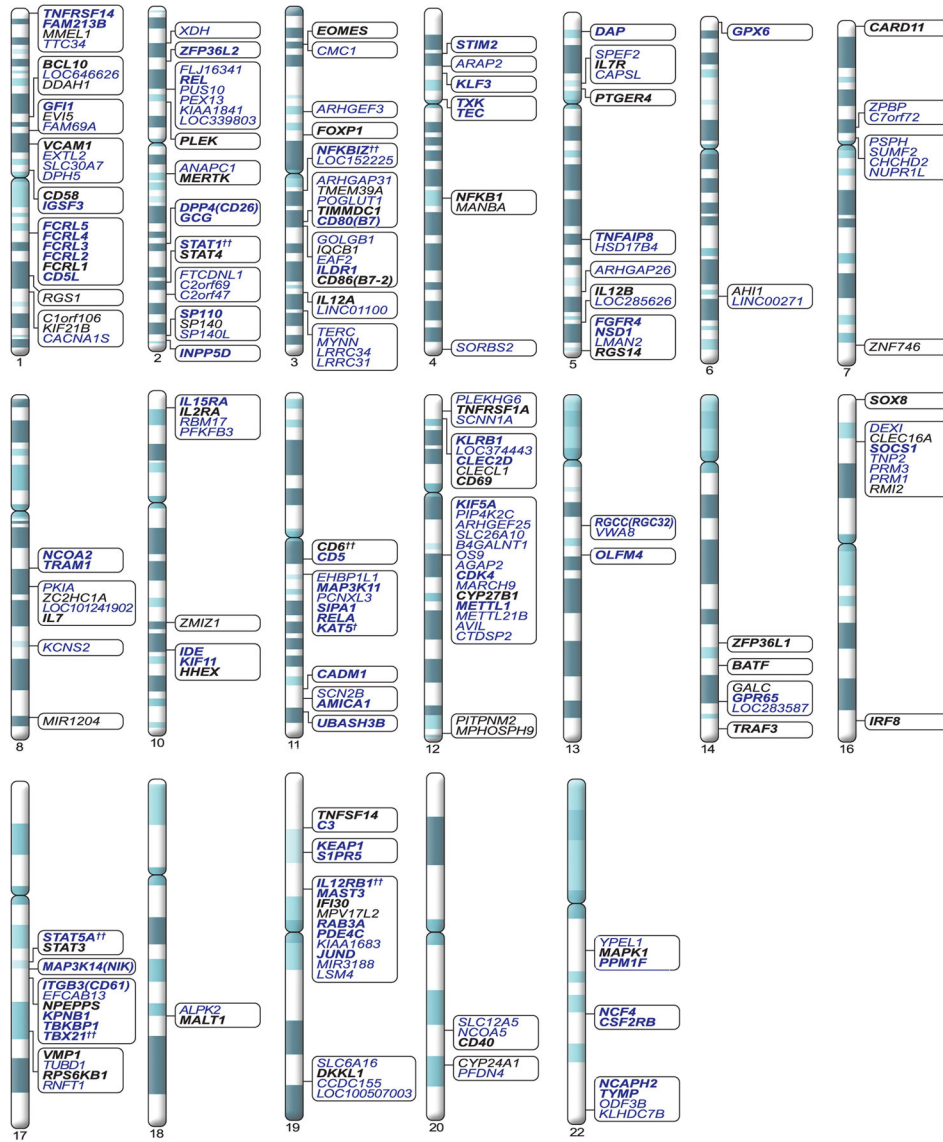 TNFRSF14
FAM213B
MMEL1
TTC34
BCL10
LOC646626
DDAH1
GFI1
EVI5
FAM69A
VCAM1
EXTL2
SLC30A7
DPH5
CD58
IGSF3
FCRL5
FCRL4
FCRL3
FCRL2
FCRL1
CD5L
RGS1
C1orf106
KIF21B
CACNA1S
1
XDH
ZFP36L2
FLJ16341
REL
PUS10
PEX13
KIAA1841
LOC339803
PLEK
ANAPC1
MERTK
DPP4(CD26)
GCG
STAT1††
STAT4
FTCDNL1
C2orf69
C2orf47
SP110
SP140
SP140L
INPP5D
2
EOMES
CMC1
ARHGEF3
FOXP1
NFKBIZ††
LOC152225
ARHGAP31
TMEM39A
POGLUT1
TIMMDC1
CD80(B7)
GOLGB1
IQCB1
EAF2
ILDR1
CD86(B7-2)
IL12A
LINC01100
TERC
MYNN
LRRC34
LRRC31
3
STIM2
ARAP2
KLF3
TXK
TEC
NFKB1
MANBA
SORBS2
4
DAP
SPEF2
IL7R
CAPSL
PTGER4
TNFAIP8
HSD17B4
ARHGAP26
IL12B
LOC285626
FGFR4
NSD1
LMAN2
RGS14
5
GPX6
AHI1
LINC00271
6
CARD11
ZPBP
C7orf72
PSPH
SUMF2
CHCHD2
NUPR1L
ZNF746
7
NCOA2
TRAM1
PKIA
ZC2HC1A
LOC101241902
IL7
KCNS2
MIR1204
8
IL15RA
IL2RA
RBM17
PFKFB3
ZMIZ1
IDE
KIF11
HHEX
10
CD6††
CD5
EHBP1L1
MAP3K11
PCNXL3
SIPA1
RELA
KAT5†
CADM1
SCN2B
AMICA1
UBASH3B
11
PLEKHG6
TNFRSF1A
SCNN1A
KLRB1
LOC374443
CLEC2D
CLECL1
CD69
KIF5A
PIP4K2C
ARHGEF25
SLC26A10
B4GALNT1
OS9
AGAP2
CDK4
MARCH9
CYP27B1
METTL1
METTL21B
AVIL
CTDSP2
PITPNM2
MPHOSPH9
12
RGCC(RGC32)
VWA8
OLFM4
13
ZFP36L1
BATF
GALC
GPR65
LOC283587
TRAF3
14
SOX8
DEXI
CLEC16A
SOCS1
TNP2
PRM3
PRM1
RMI2
IRF8
16
STAT5A††
STAT3
MAP3K14(NIK)
ITGB3(CD61)
EFCAB13
NPEPPS
KPNB1
TBKBP1
TBX21††
VMP1
TUBD1
RPS6KB1
RNFT1
17
ALPK2
MALT1
18
TNFSF14
C3
KEAP1
S1PR5
IL12RB1††
MAST3
IFI30
MPV17L2
RAB3A
PDE4C
KIAA1683
JUND
MIR3188
LSM4
SLC6A16
DKKL1
CCDC155
LOC100507003
19
SLC12A5
NCOA5
CD40
CYP24A1
PFDN4
20
YPEL1
MAPK1
PPM1F
NCF4
CSF2RB
NCAPH2
TYMP
ODF3B
KLHDC7B
22